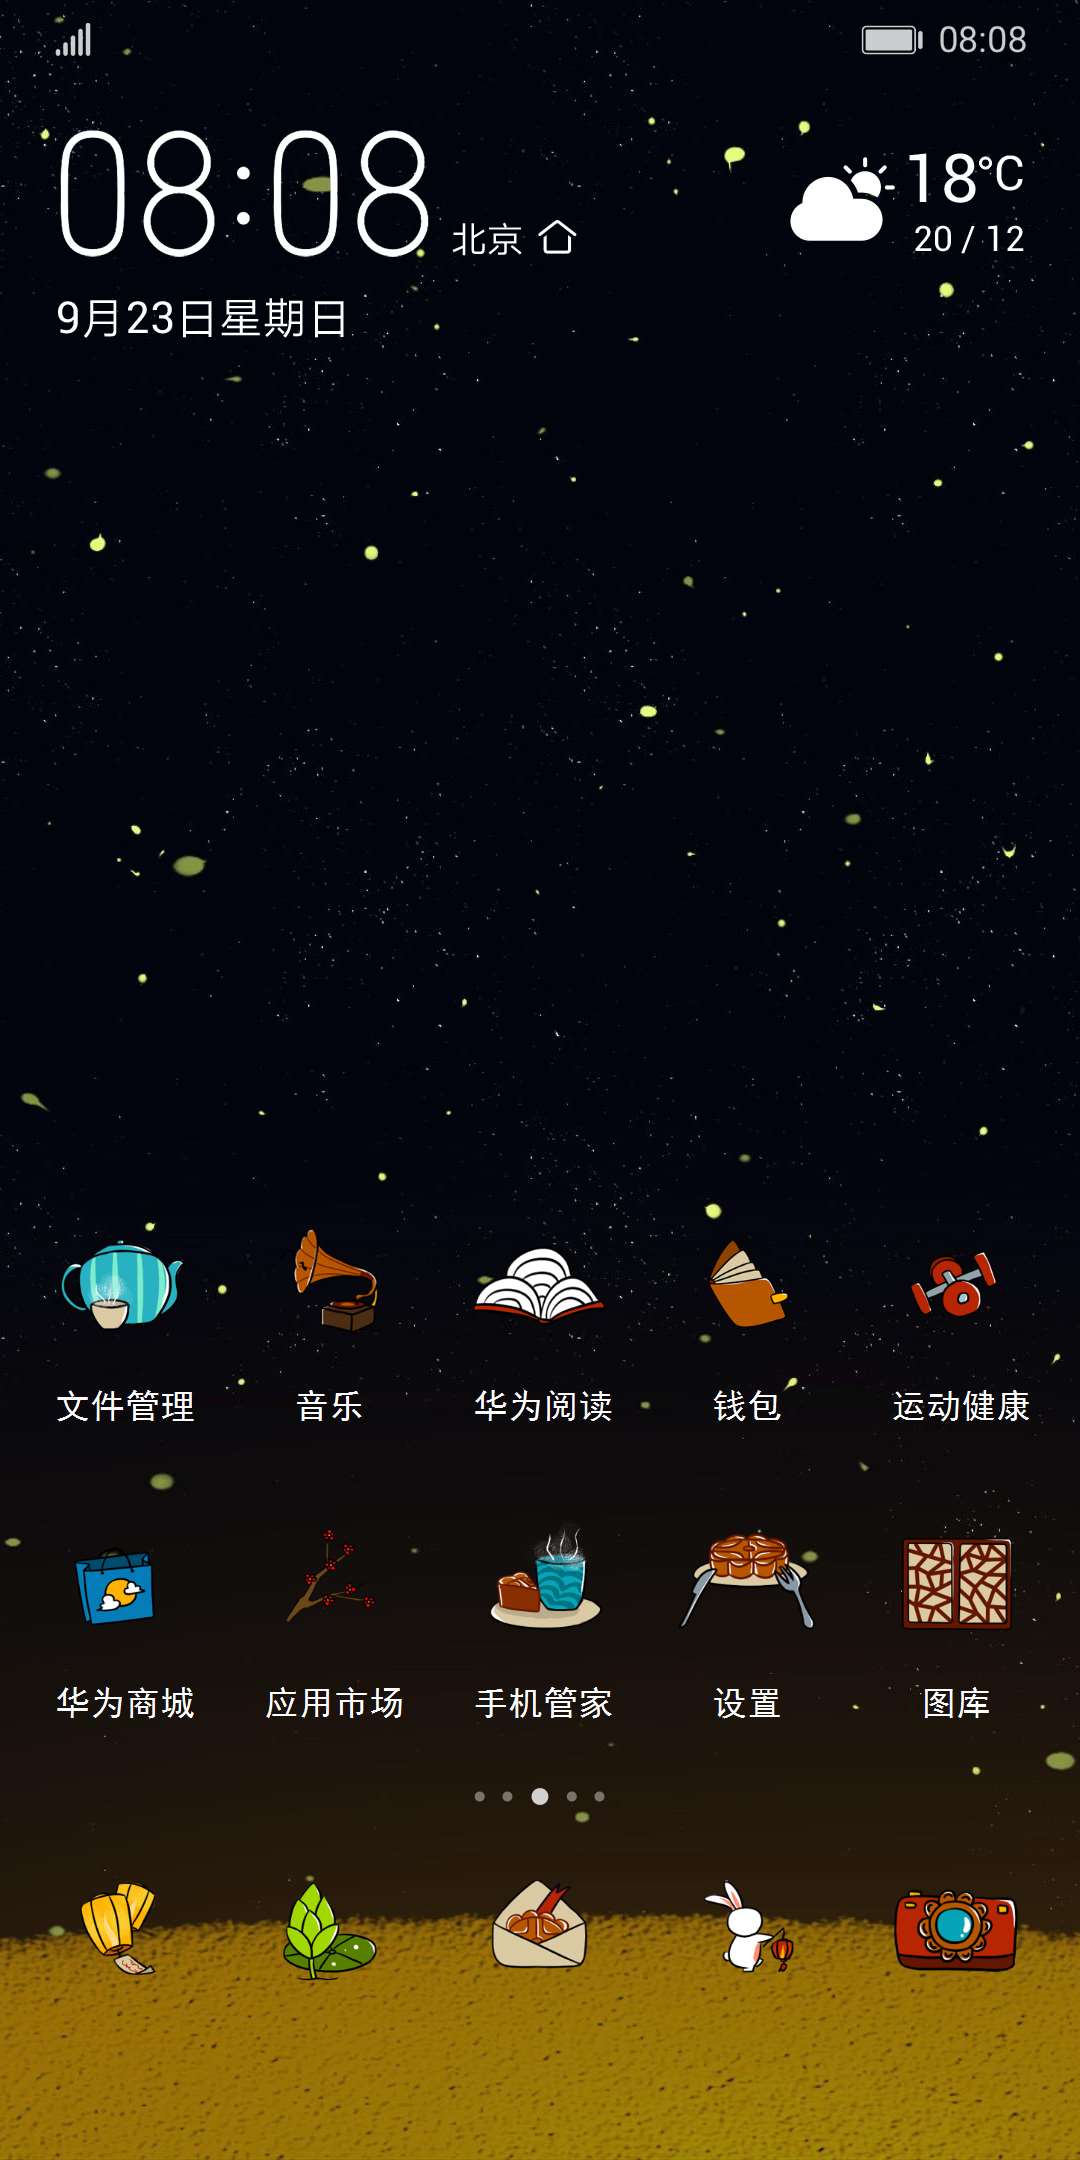 08:08
08:08 北京
18℃
20 / 12
9月23日星期日
文件管理 音乐 华为阅读 钱包 运动健康
华为商城 应用市场 手机管家 设置 图库